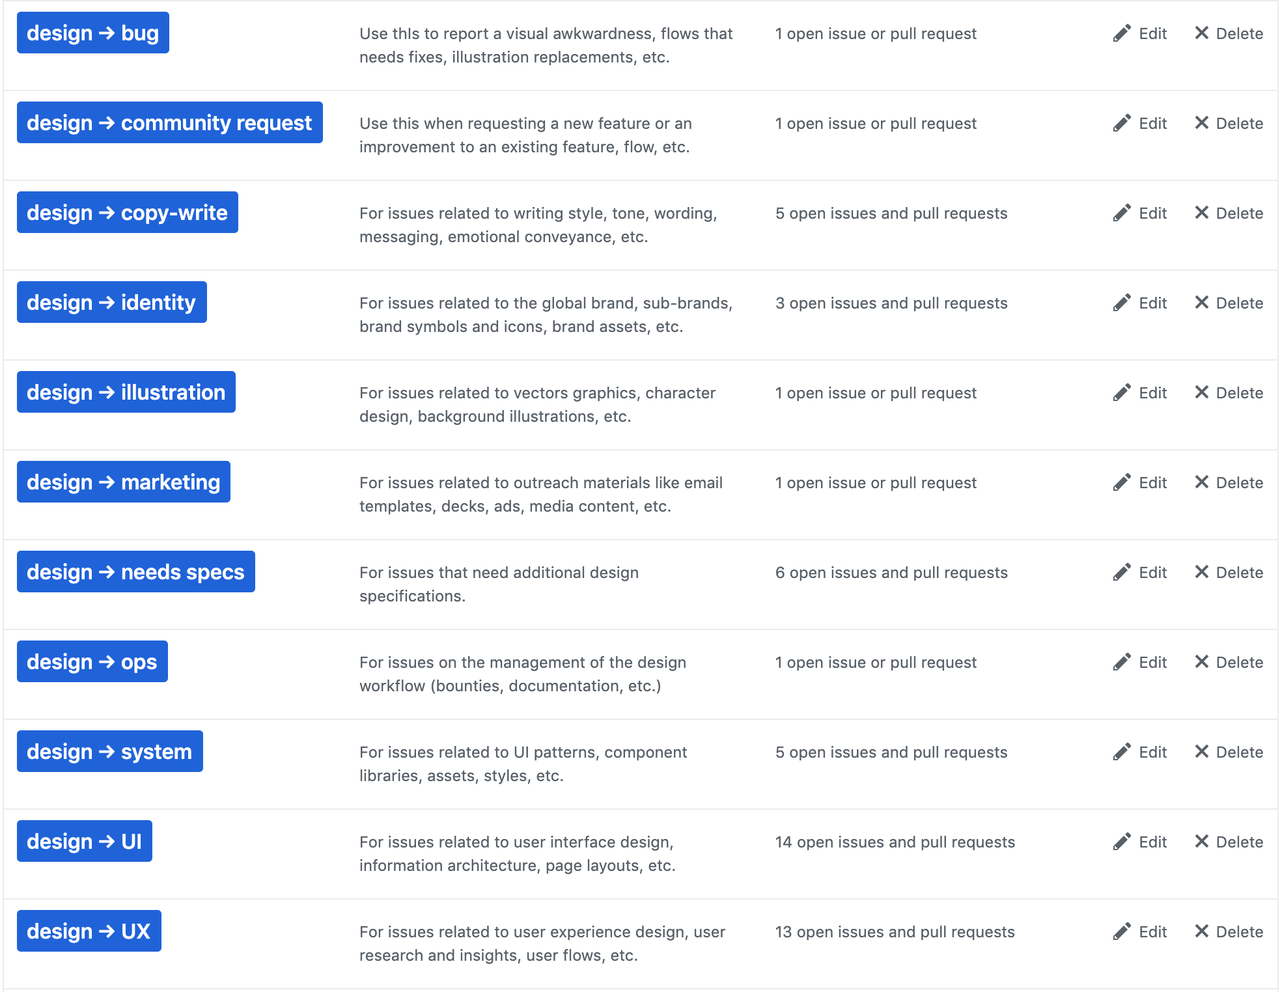 design → bug
Use thIs to report a visual awkwardness, flows that
needs fixes, illustration replacements, etc.
1 open issue or pull request
Edit
Delete
design → community request
Use this when requesting a new feature or an
improvement to an existing feature, flow, etc.
1 open issue or pull request
Edit
Delete
design → copy-write
For issues related to writing style, tone, wording,
messaging, emotional conveyance, etc.
5 open issues and pull requests
Edit
Delete
design → identity
For issues related to the global brand, sub-brands,
brand symbols and icons, brand assets, etc.
3 open issues and pull requests
Edit
Delete
design → illustration
For issues related to vectors graphics, character
design, background illustrations, etc.
1 open issue or pull request
Edit
Delete
design → marketing
For issues related to outreach materials like email
templates, decks, ads, media content, etc.
1 open issue or pull request
Edit
Delete
design → needs specs
For issues that need additional design
specifications.
6 open issues and pull requests
Edit
Delete
design → ops
For issues on the management of the design
workflow (bounties, documentation, etc.)
1 open issue or pull request
Edit
Delete
design → system
For issues related to UI patterns, component
libraries, assets, styles, etc.
5 open issues and pull requests
Edit
Delete
design → UI
For issues related to user interface design,
information architecture, page layouts, etc.
14 open issues and pull requests
Edit
Delete
design → UX
For issues related to user experience design, user
research and insights, user flows, etc.
13 open issues and pull requests
Edit
Delete